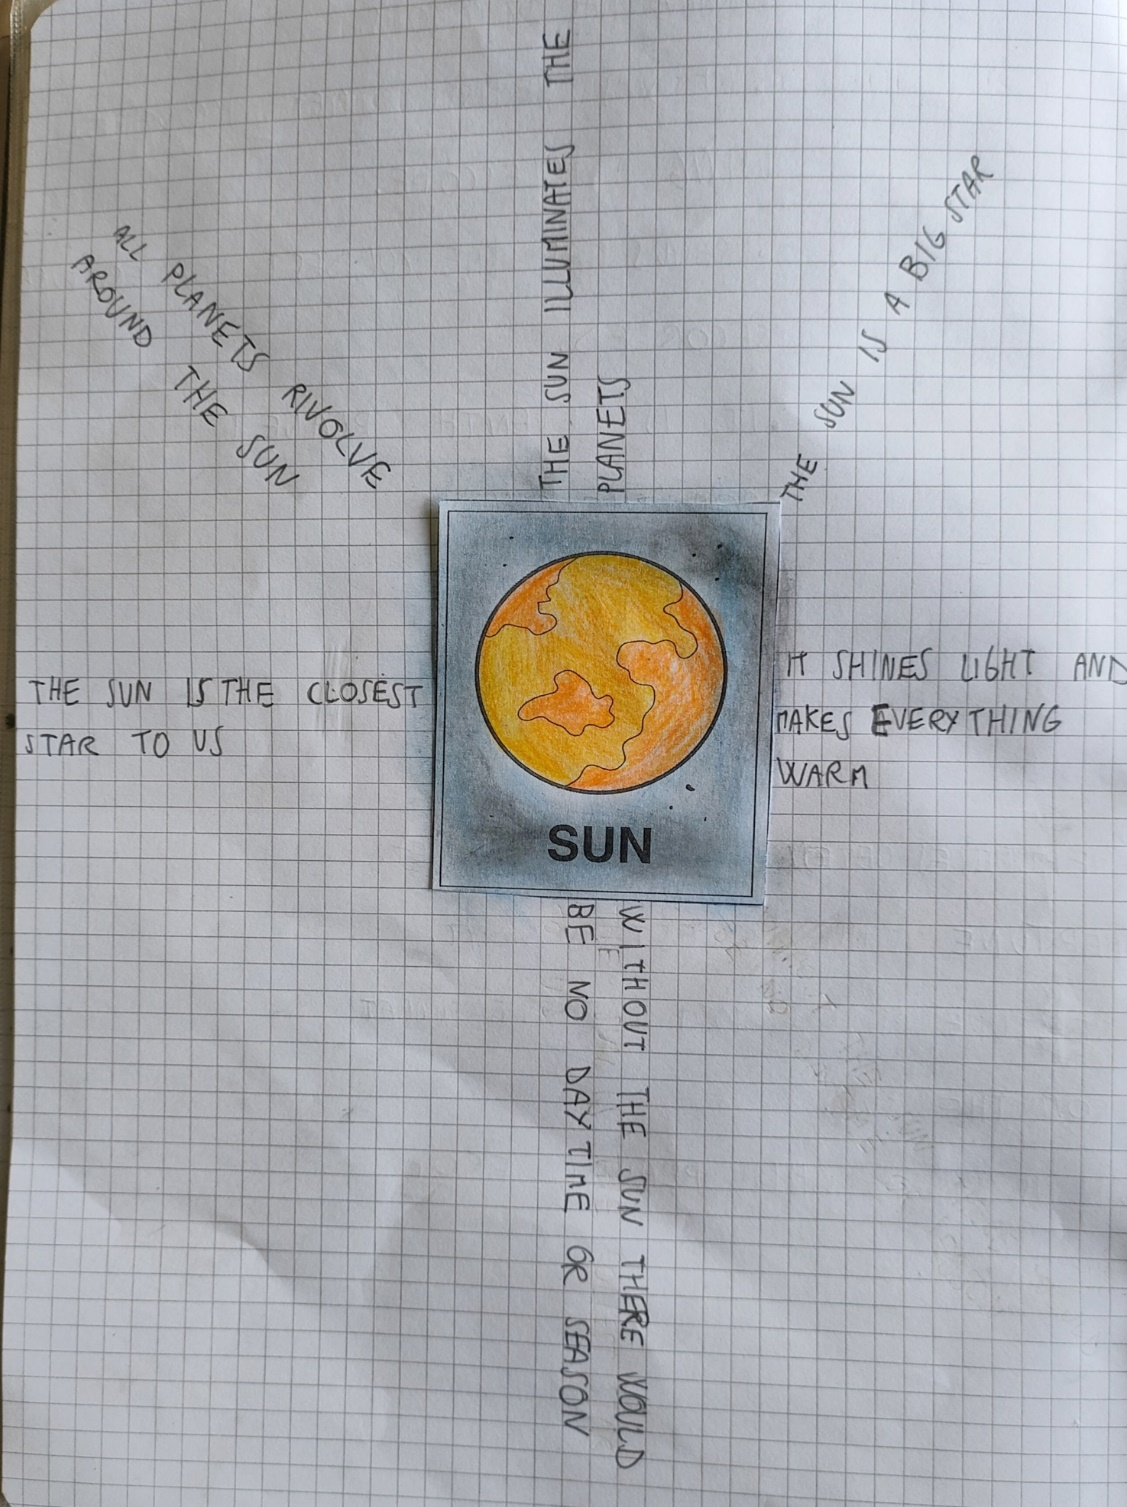 ALL PLANETS RIVOLVE
AROUND THE SUN
THE SUN ILLUMINATES THE
PLANETS
THE SUN IS A BIG STAR
THE SUN IS THE CLOSEST
STAR TO US
IT SHINES LIGHT AND
MAKES EVERYTHING
WARM
SUN
WITHOUT THE SUN THERE WOULD
BE NO DAYTIME OR SEASON